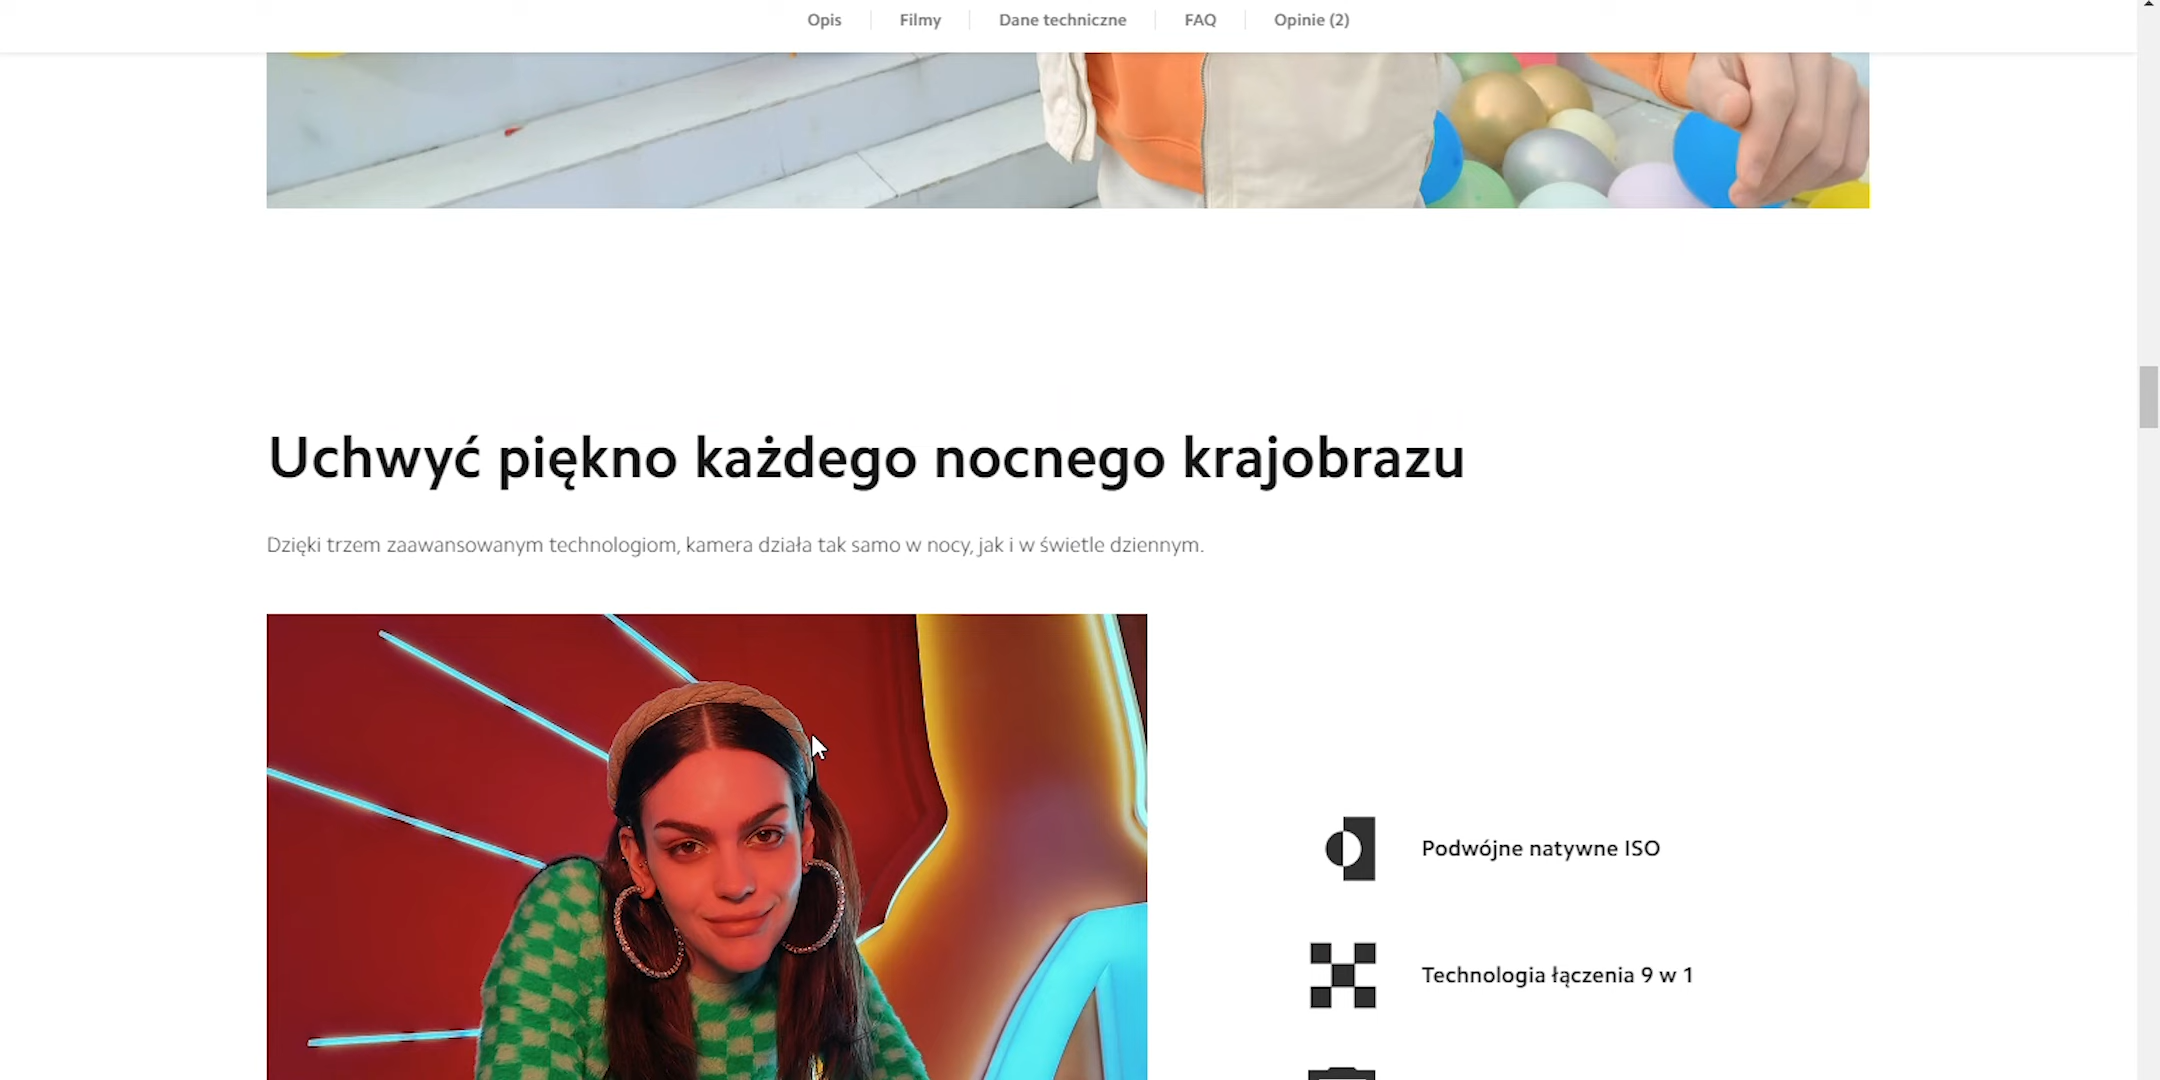 Opis
Filmy
Dane techniczne
FAQ
Opinie (2)
Uchwyć piękno każdego nocnego krajobrazu
Dzięki trzem zaawansowanym technologiom, kamera działa tak samo w nocy, jak i w świetle dziennym.
Podwójne natywne ISO
Technologia łączenia 9 w 1